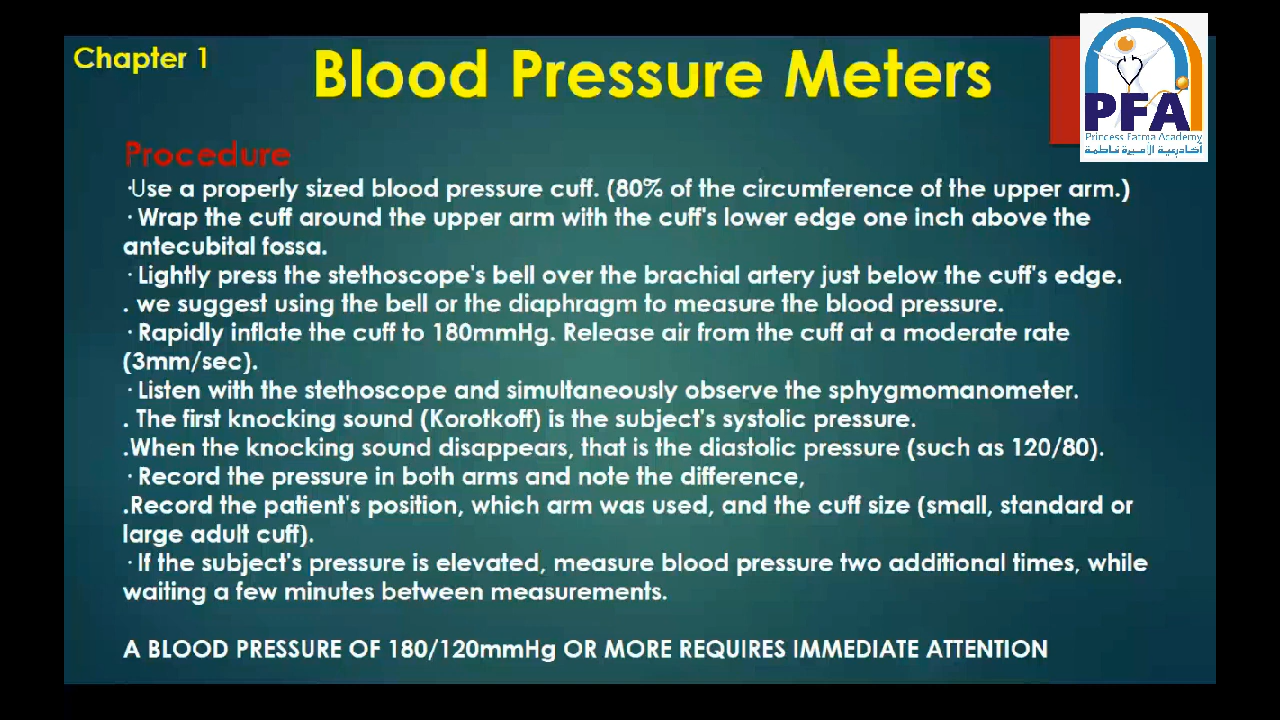 Chapter 1
Blood Pressure Meters
PFA
Princess Fatma Academy
أكاديمية الأميرة فاطمة
Procedure
·Use a properly sized blood pressure cuff. (80% of the circumference of the upper arm.)
· Wrap the cuff around the upper arm with the cuff's lower edge one inch above the
antecubital fossa.
· Lightly press the stethoscope's bell over the brachial artery just below the cuff's edge.
. we suggest using the bell or the diaphragm to measure the blood pressure.
· Rapidly inflate the cuff to 180mmHg. Release air from the cuff at a moderate rate
(3mm/sec).
· Listen with the stethoscope and simultaneously observe the sphygmomanometer.
. The first knocking sound (Korotkoff) is the subject's systolic pressure.
.When the knocking sound disappears, that is the diastolic pressure (such as 120/80).
· Record the pressure in both arms and note the difference,
.Record the patient's position, which arm was used, and the cuff size (small, standard or
large adult cuff).
· If the subject's pressure is elevated, measure blood pressure two additional times, while
waiting a few minutes between measurements.
A BLOOD PRESSURE OF 180/120mmHg OR MORE REQUIRES IMMEDIATE ATTENTION